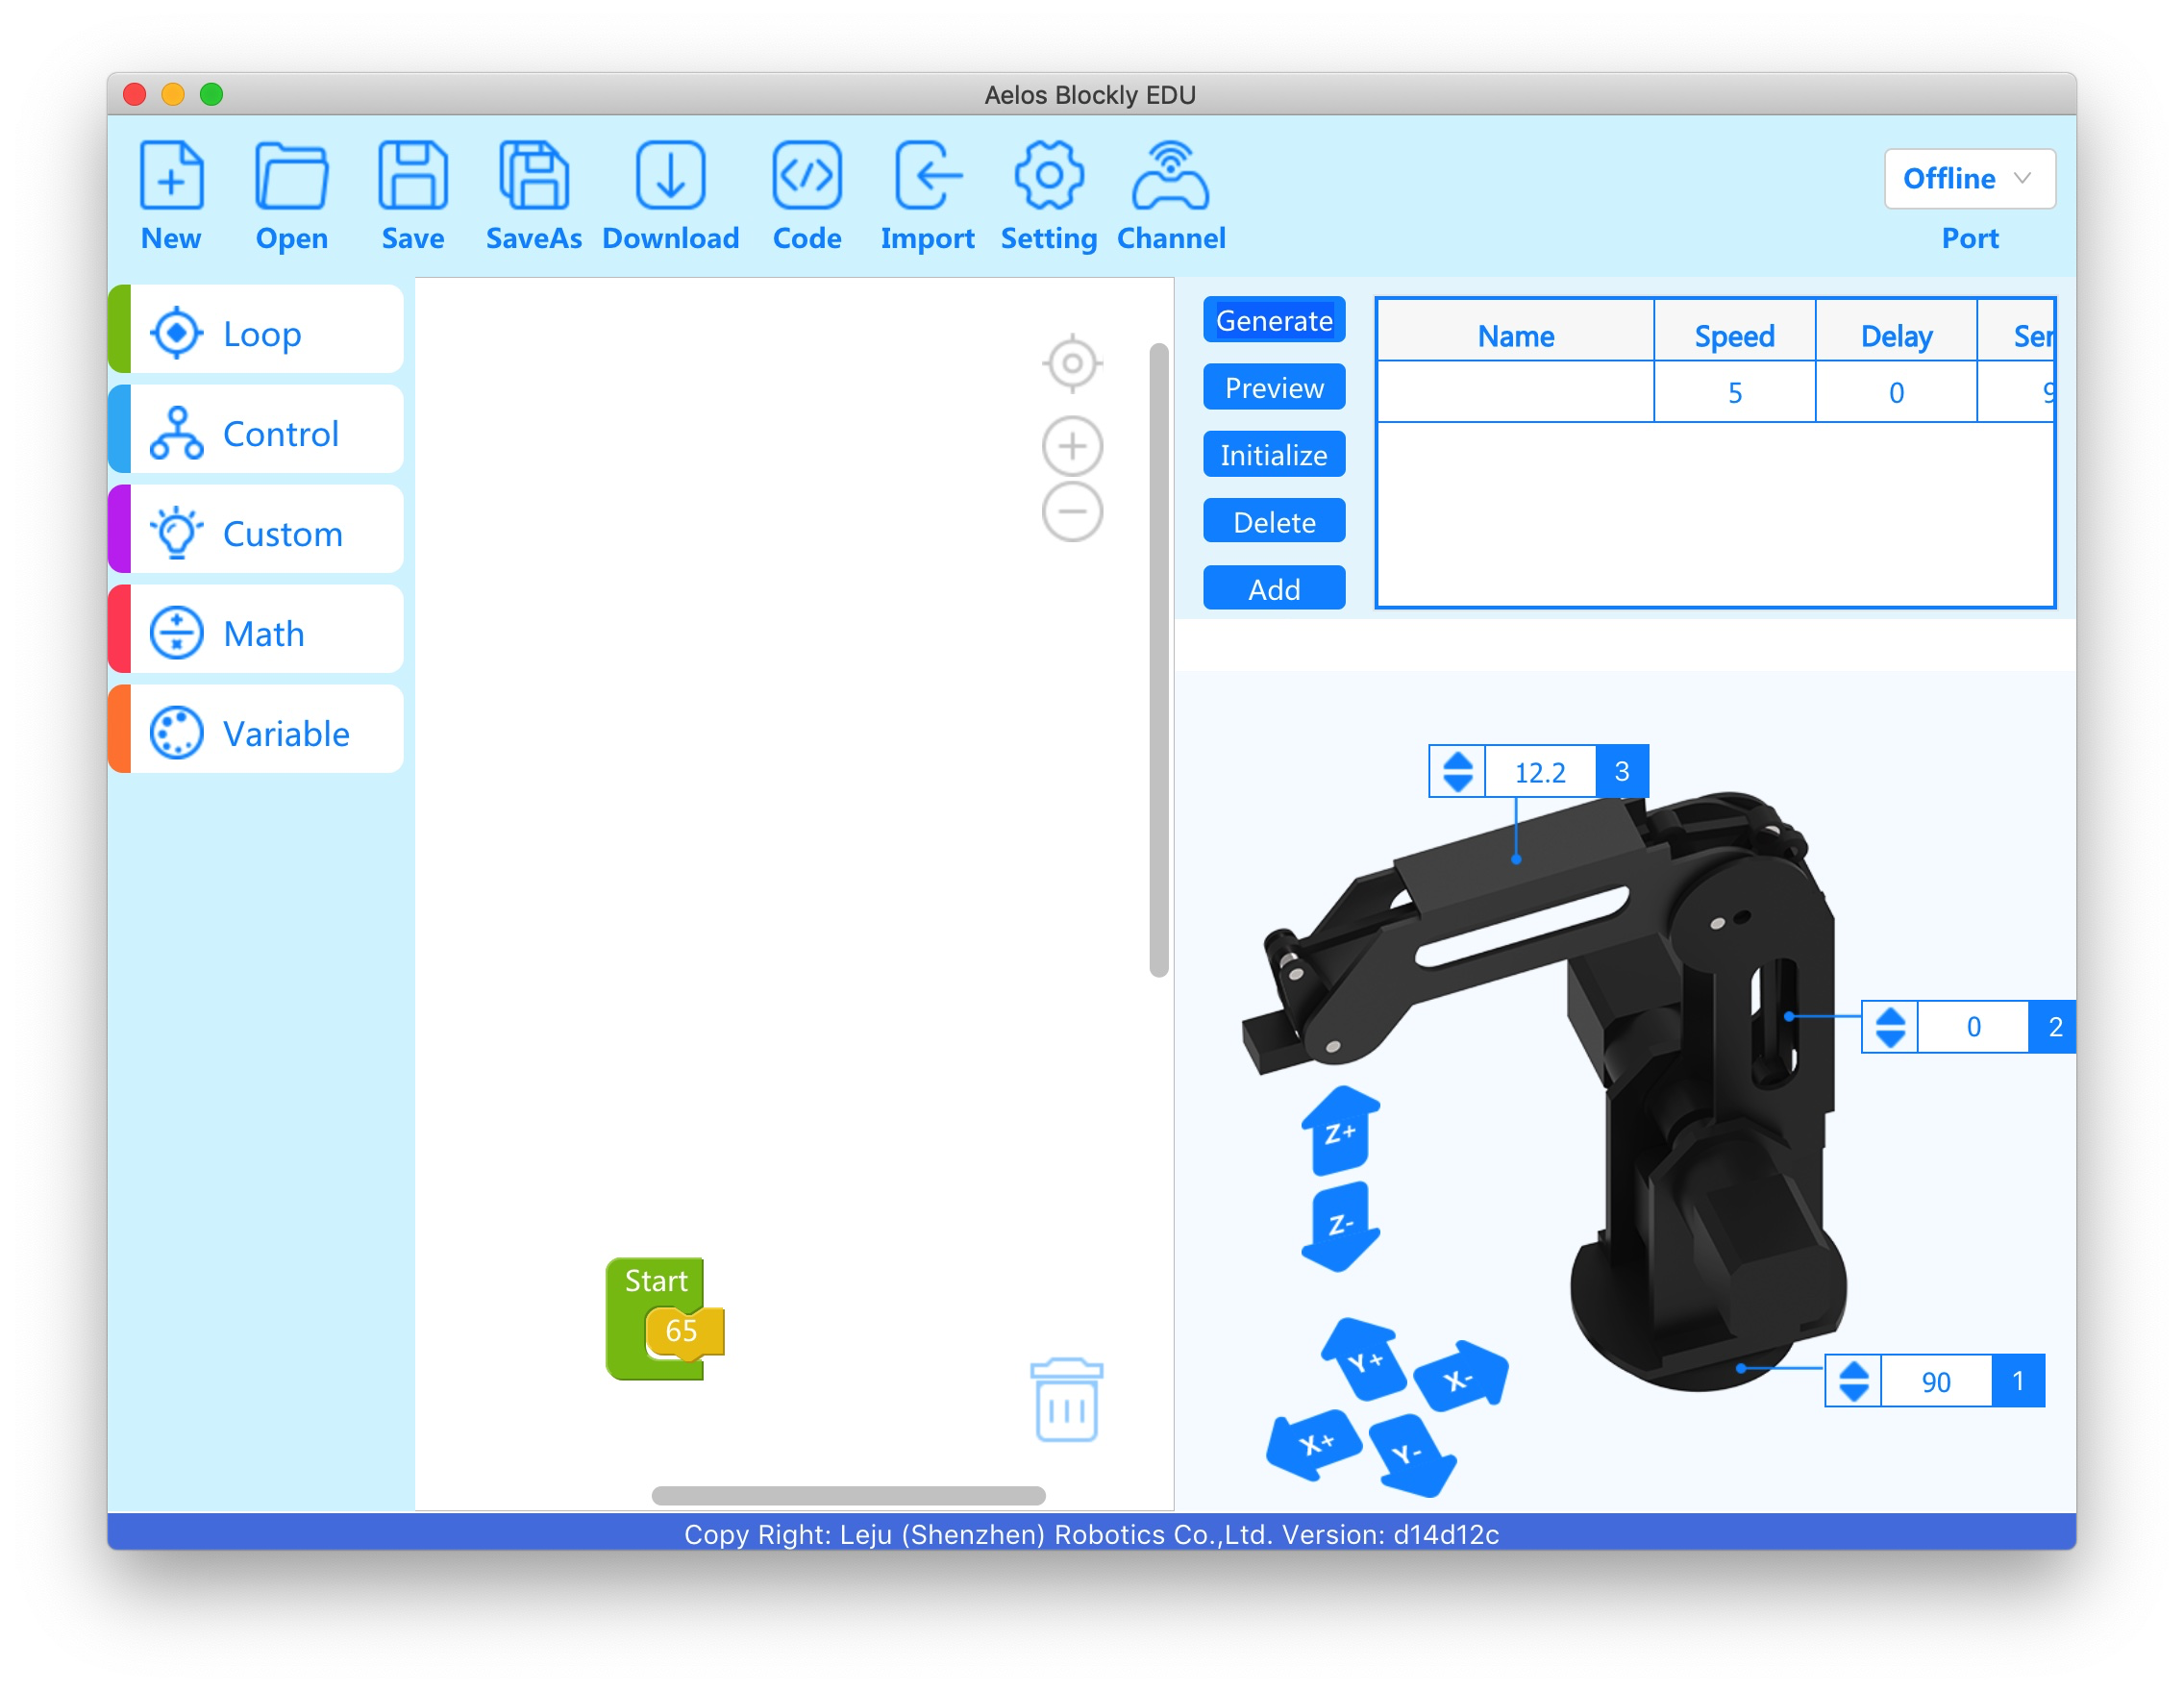 Aelos Blockly EDU
New Open Save SaveAs Download Code Import Setting Channel
Offline
Port
Loop
Control
Custom
Math
Variable
Start
65
Generate
Preview
Initialize
Delete
Add
Name Speed Delay Ser
5 0 9
12.2 3
0 2
90 1
Z+
Z-
Y+
X-
X+
Y-
Copy Right: Leju (Shenzhen) Robotics Co.,Ltd. Version: d14d12c